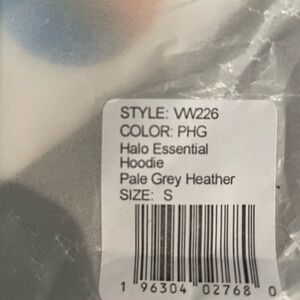 STYLE: VW226
COLOR: PHG
Halo Essential
Hoodie
Pale Grey Heather
SIZE: S
1 96304 02768 0